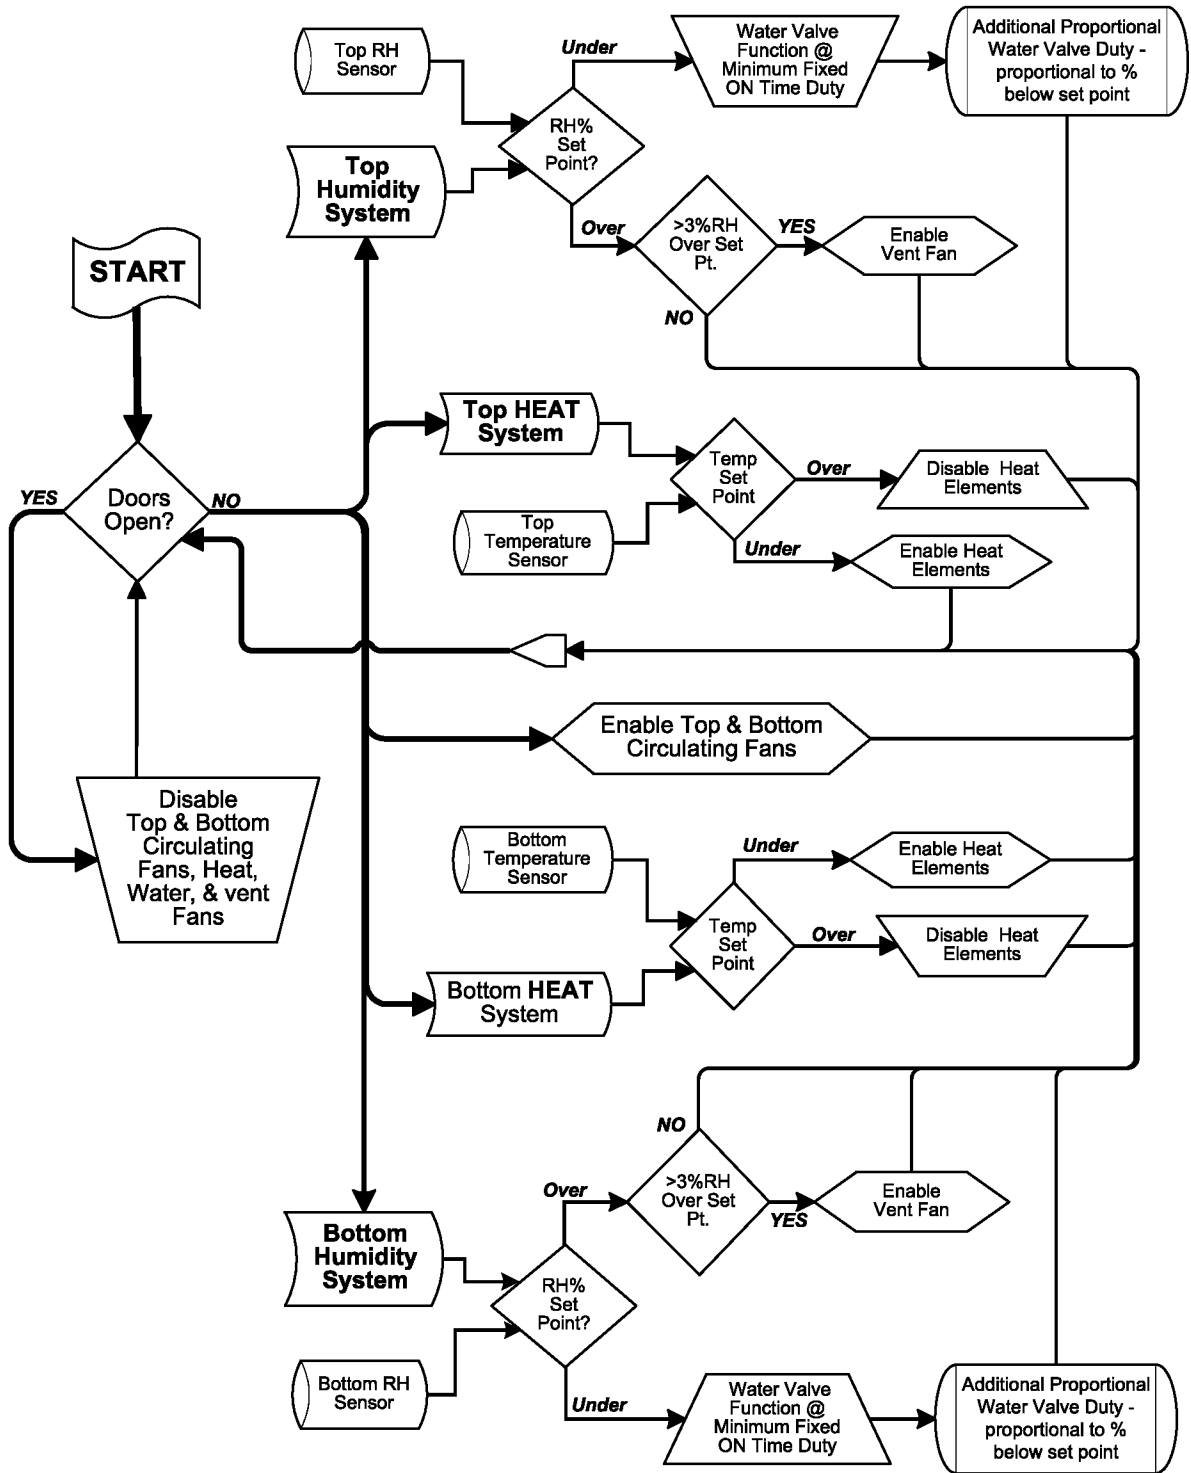 Top RH
Sensor
Under
Water Valve
Function @
Minimum Fixed
ON Time Duty
Additional Proportional
Water Valve Duty -
proportional to %
below set point
RH%
Set
Point?
Top
Humidity
System
Over
>3%RH
Over Set
Pt.
YES
Enable
Vent Fan
NO
START
Top HEAT
System
Temp
Set
Point
Over
Disable Heat
Elements
YES
Doors
Open?
NO
Top
Temperature
Sensor
Under
Enable Heat
Elements
Enable Top & Bottom
Circulating Fans
Disable
Top & Bottom
Circulating
Fans, Heat,
Water, & vent
Fans
Bottom
Temperature
Sensor
Under
Enable Heat
Elements
Temp
Set
Point
Over
Disable Heat
Elements
Bottom HEAT
System
NO
>3%RH
Over Set
Pt.
Over
YES
Enable
Vent Fan
Bottom
Humidity
System
RH%
Set
Point?
Bottom RH
Sensor
Under
Water Valve
Function @
Minimum Fixed
ON Time Duty
Additional Proportional
Water Valve Duty -
proportional to %
below set point